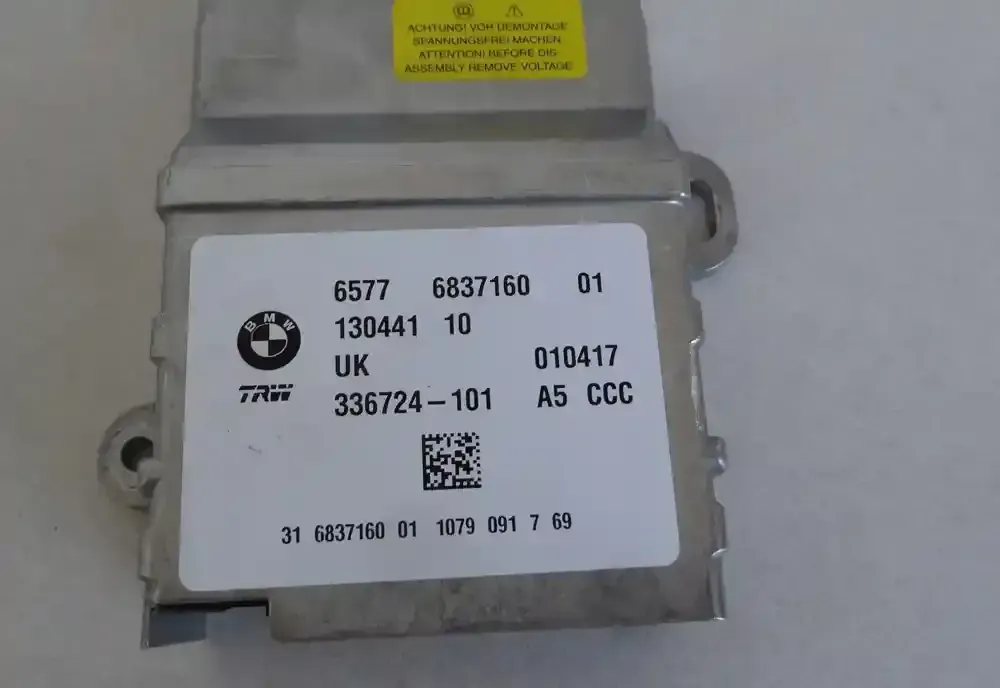 ACHTUNG! VOR DEMONTAGE
SPANNUNGSFREI MACHEN
ATTENTION! BEFORE DIS-
ASSEMBLY REMOVE VOLTAGE
6577 6837160 01
BMW
130441 10
UK 010417
TRW
336724-101 A5 CCC
31 6837160 01 1079 091 7 69